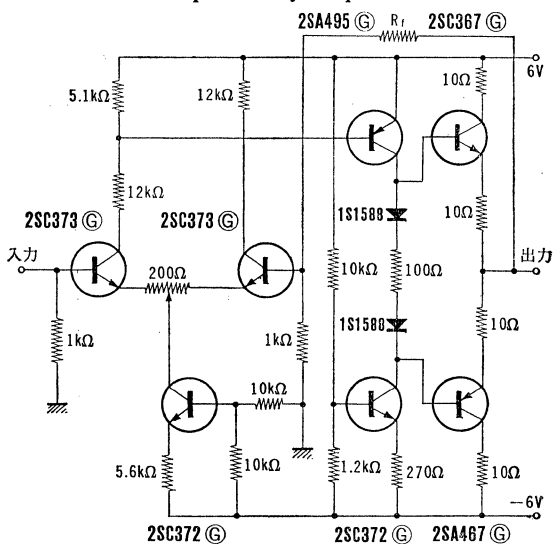 2SA495 Ⓖ Rf 2SC367 Ⓖ
6V
5.1kΩ 12kΩ 10Ω
12kΩ
2SC373 Ⓖ 2SC373 Ⓖ 1S1588 10Ω
入力 200Ω 出力
10kΩ 100Ω
1S1588
1kΩ 1kΩ 10Ω
10kΩ
5.6kΩ 10kΩ 1.2kΩ 270Ω 10Ω
−6V
2SC372 Ⓖ 2SC372 Ⓖ 2SA467 Ⓖ